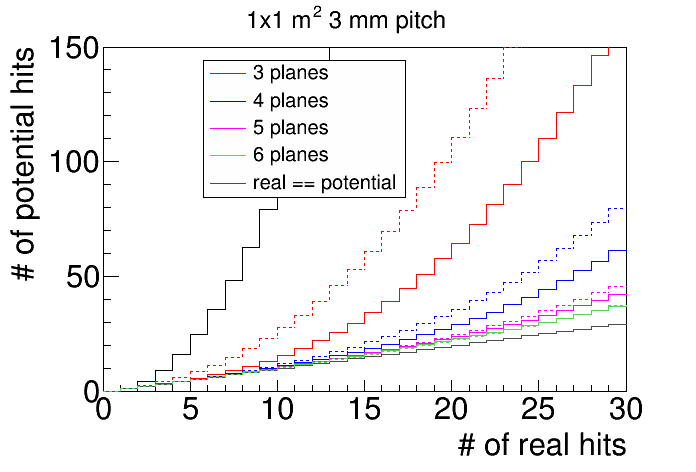 1x1 m² 3 mm pitch
# of potential hits
150
100
50
0
3 planes
4 planes
5 planes
6 planes
real == potential
0 5 10 15 20 25 30
# of real hits